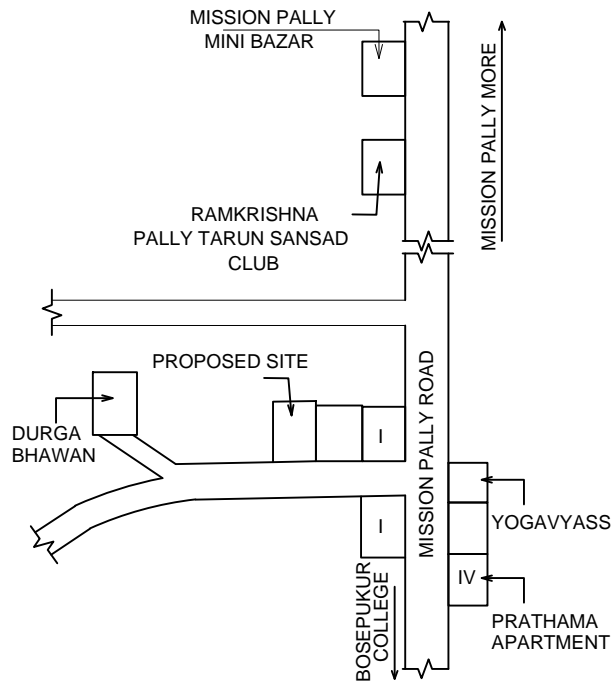 MISSION PALLY
MINI BAZAR
MISSION PALLY MORE
RAMKRISHNA
PALLY TARUN SANSAD
CLUB
PROPOSED SITE
DURGA
BHAWAN
I
MISSION PALLY ROAD
YOGAVYASS
I
IV
PRATHAMA
APARTMENT
BOSEPUKUR
COLLEGE